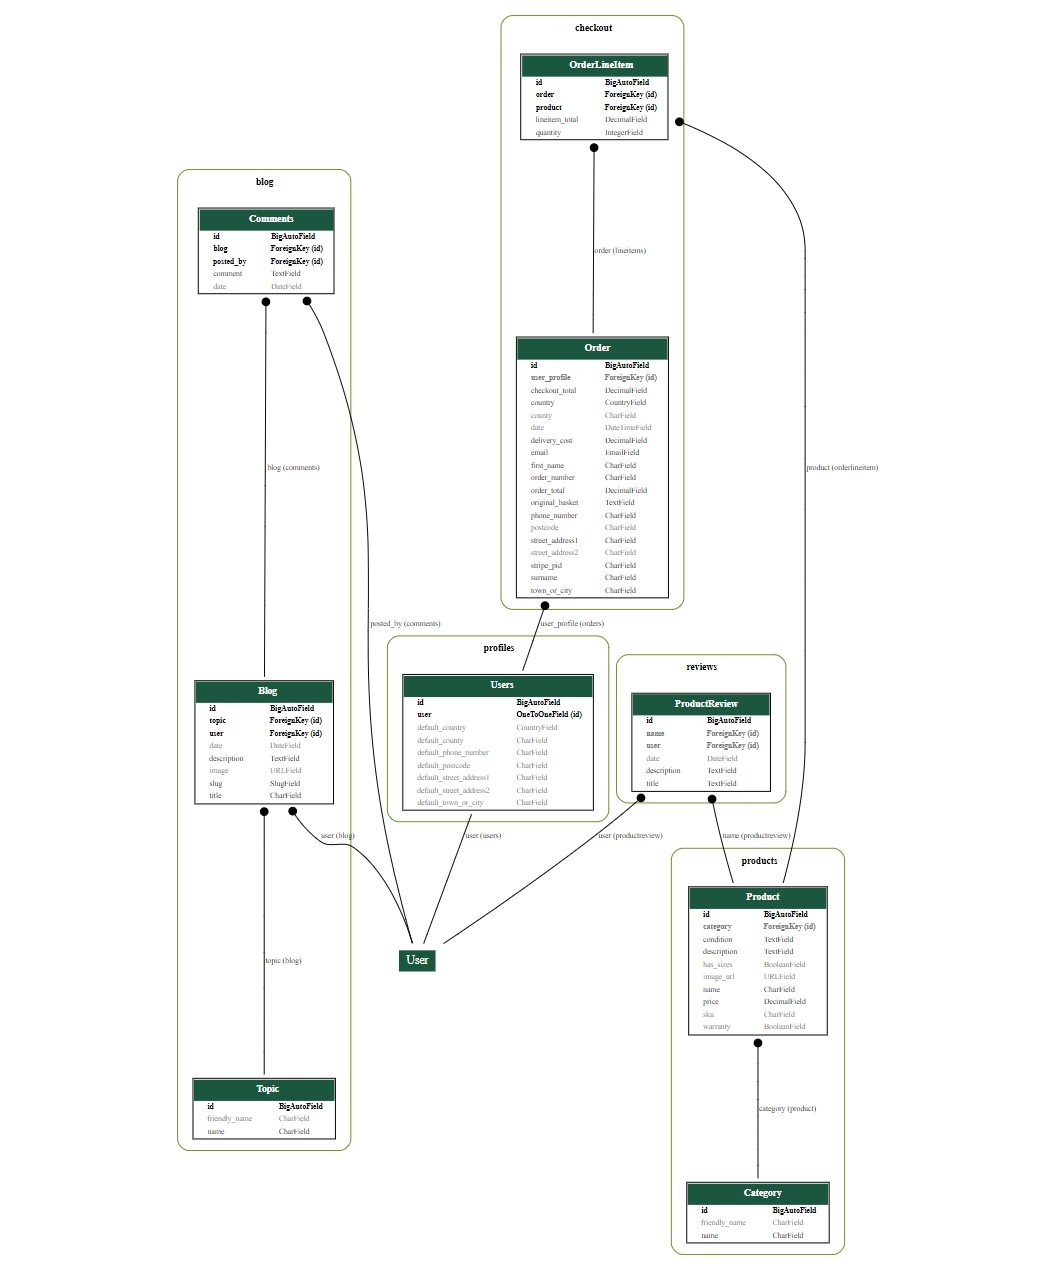 checkout
OrderLineItem
id BigAutoField
order ForeignKey (id)
product ForeignKey (id)
lineitem_total DecimalField
quantity IntegerField
order (lineitems)
product (orderlineitem)
Order
id BigAutoField
user_profile ForeignKey (id)
checkout_total DecimalField
country CountryField
county CharField
date DateTimeField
delivery_cost DecimalField
email EmailField
first_name CharField
order_number CharField
order_total DecimalField
original_basket TextField
phone_number CharField
postcode CharField
street_address1 CharField
street_address2 CharField
stripe_pid CharField
surname CharField
town_or_city CharField
user_profile (orders)
blog
Comments
id BigAutoField
blog ForeignKey (id)
posted_by ForeignKey (id)
comment TextField
date DateField
blog (comments)
posted_by (comments)
Blog
id BigAutoField
topic ForeignKey (id)
user ForeignKey (id)
date DateField
description TextField
image URLField
slug SlugField
title CharField
user (blog)
topic (blog)
Topic
id BigAutoField
friendly_name CharField
name CharField
profiles
Users
id BigAutoField
user OneToOneField (id)
default_country CountryField
default_county CharField
default_phone_number CharField
default_postcode CharField
default_street_address1 CharField
default_street_address2 CharField
default_town_or_city CharField
user (users)
User
reviews
ProductReview
id BigAutoField
name ForeignKey (id)
user ForeignKey (id)
date DateField
description TextField
title TextField
user (productreview)
name (productreview)
products
Product
id BigAutoField
category ForeignKey (id)
condition TextField
description TextField
has_sizes BooleanField
image_url URLField
name CharField
price DecimalField
sku CharField
warranty BooleanField
category (product)
Category
id BigAutoField
friendly_name CharField
name CharField